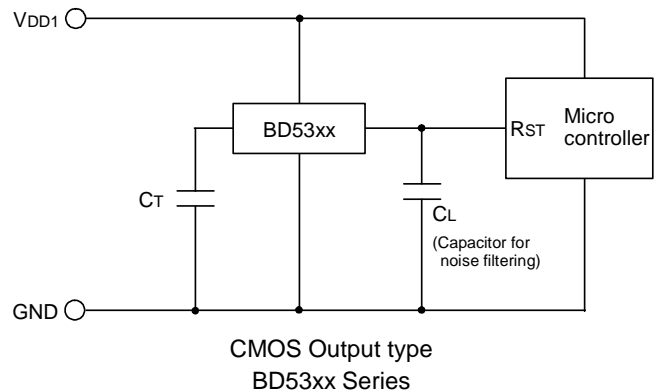 VDD1
BD53xx
RST
Micro
controller
CT
CL
(Capacitor for
noise filtering)
GND
CMOS Output type
BD53xx Series